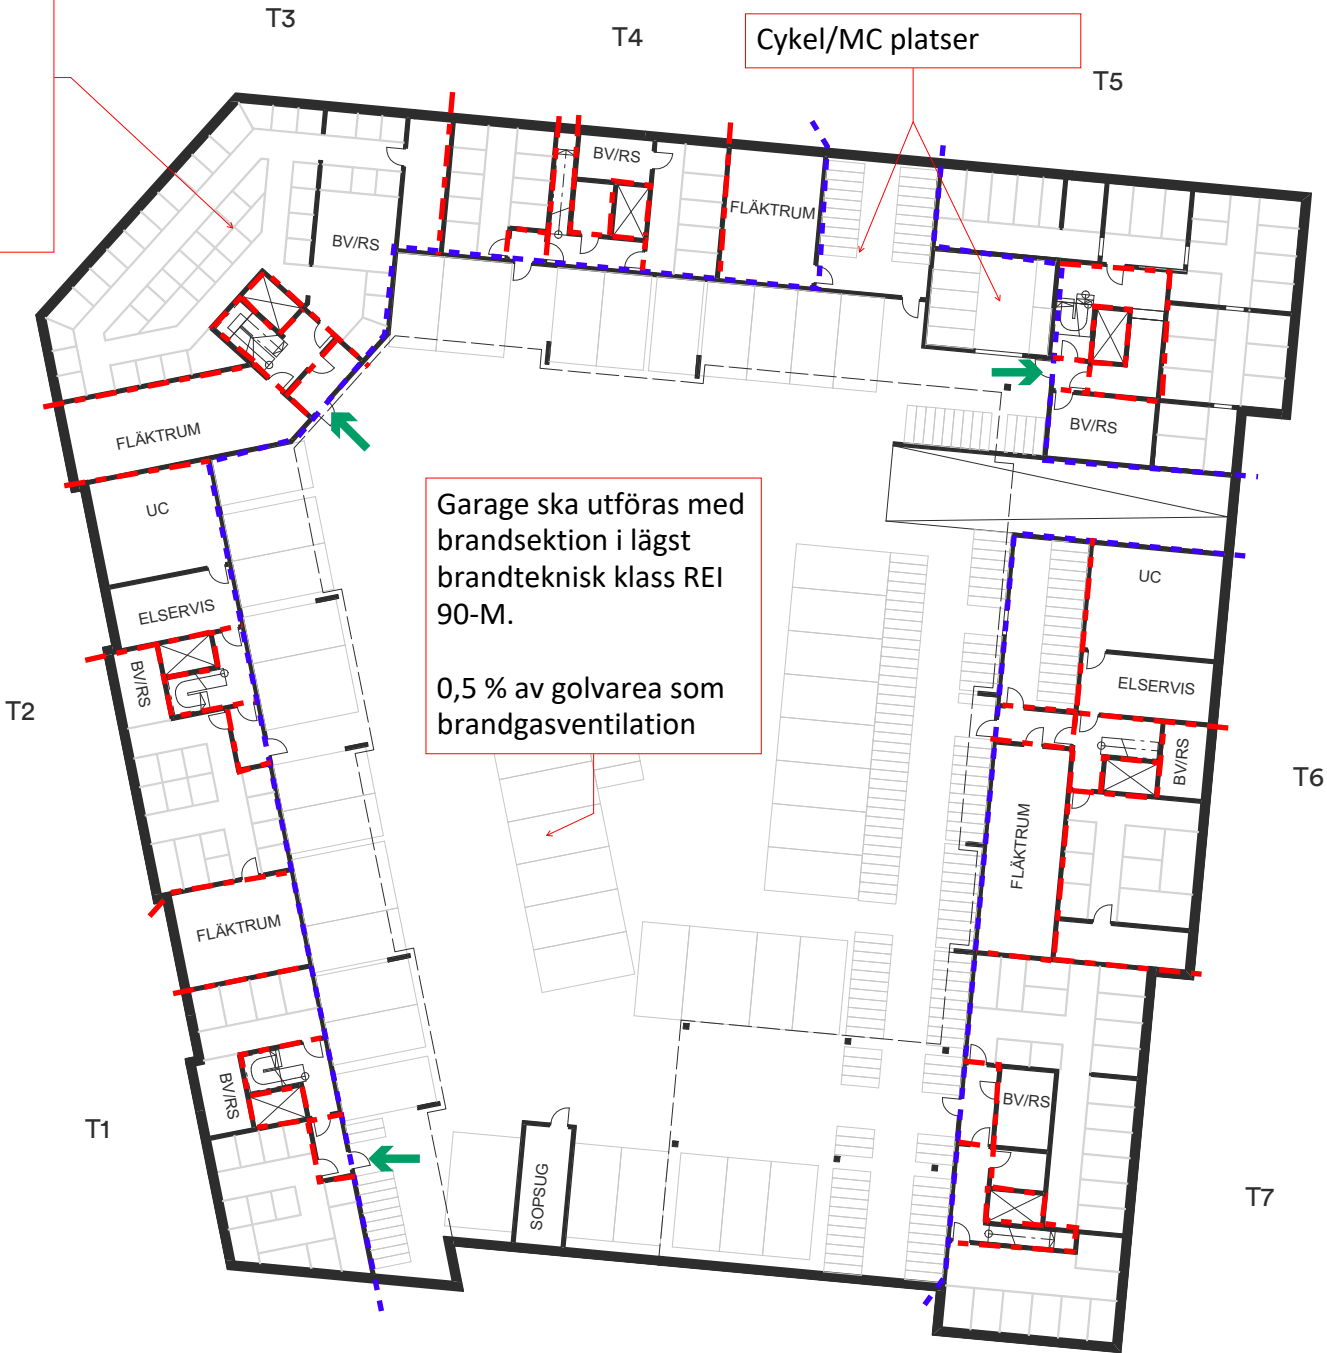 T3
T4
Cykel/MC platser
T5
BV/RS
FLÄKTRUM
BV/RS
FLÄKTRUM
BV/RS
UC
Garage ska utföras med
brandsektion i lägst
brandteknisk klass REI
90-M.
0,5 % av golvarea som
brandgasventilation
UC
ELSERVIS
BV/RS
T2
ELSERVIS
BV/RS
T6
FLÄKTRUM
FLÄKTRUM
BV/RS
T1
BV/RS
SOPSUG
T7